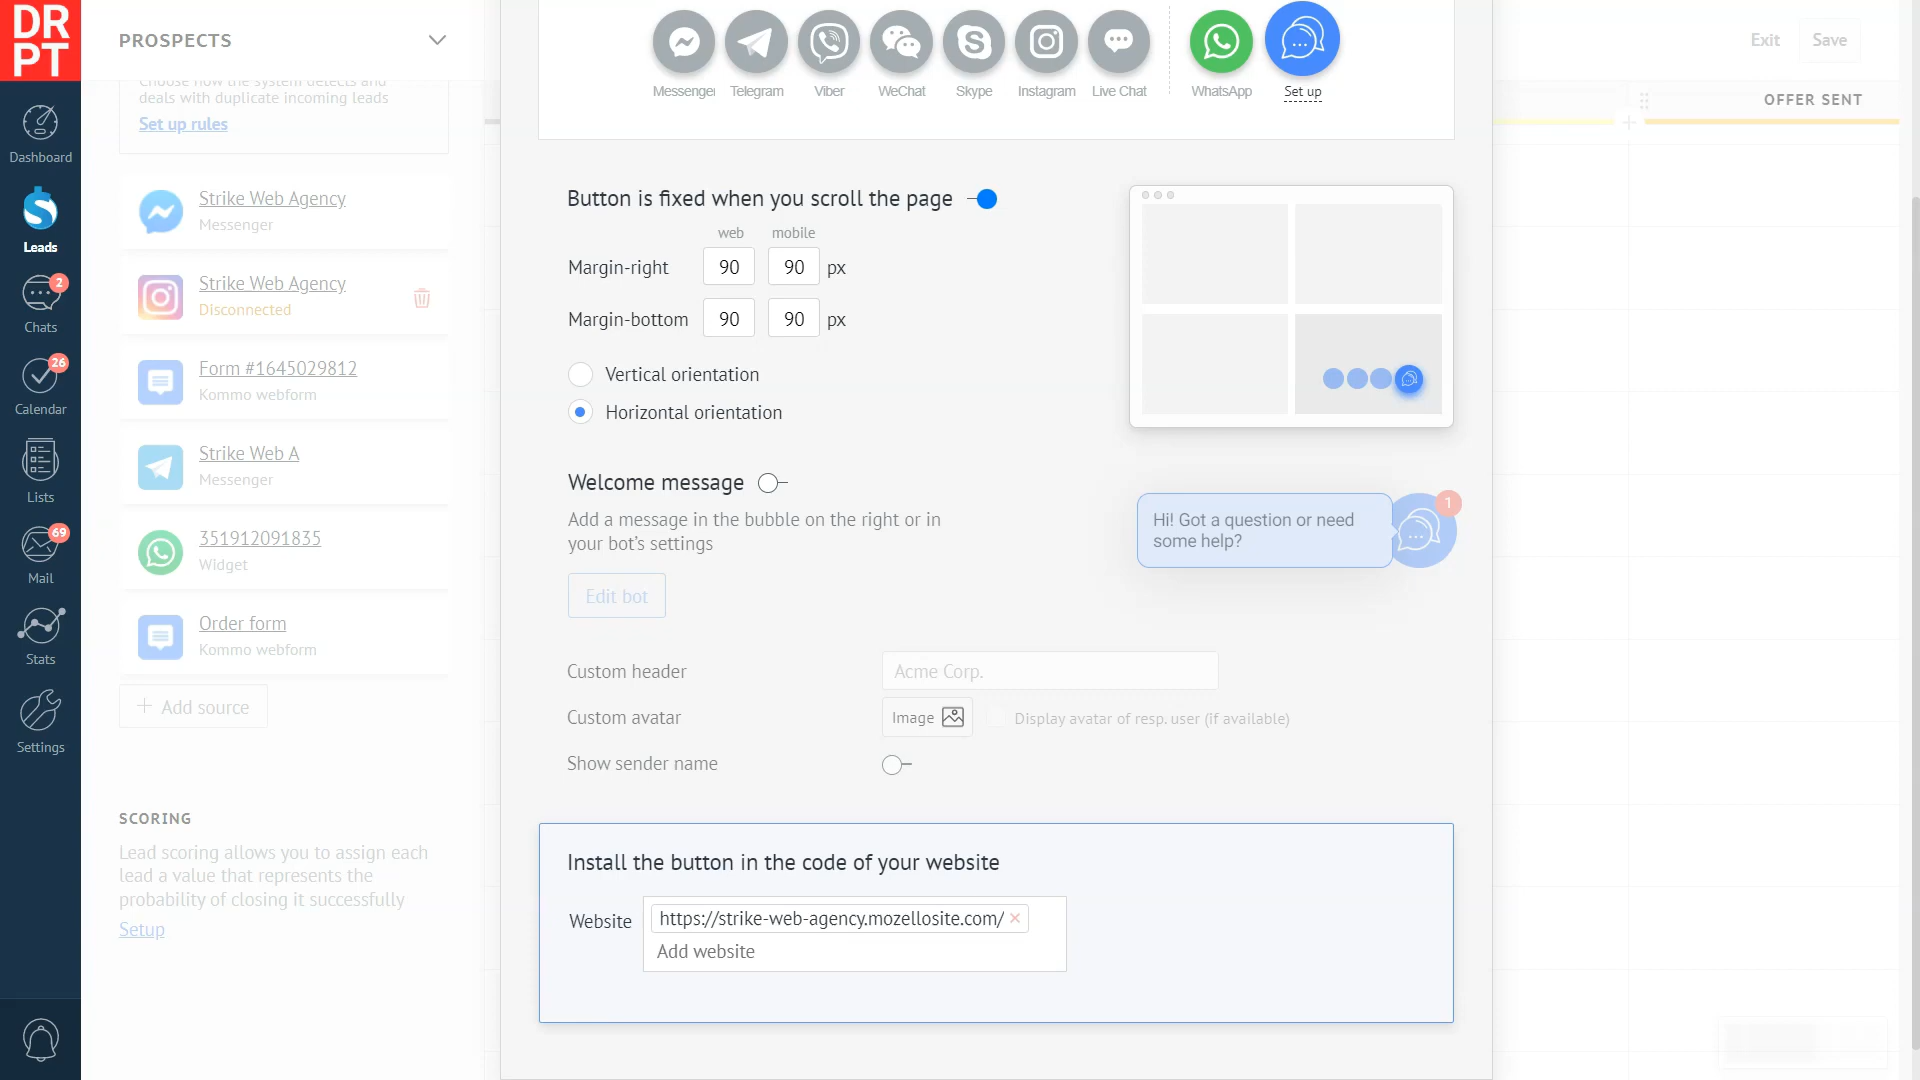 DR
PT
Dashboard
Leads
2
Chats
26
Calendar
Lists
69
Mail
Stats
Settings
PROSPECTS
Choose how the system detects and
deals with duplicate incoming leads
Set up rules
Strike Web Agency
Messenger
Strike Web Agency
Disconnected
Form #1645029812
Kommo webform
Strike Web A
Messenger
351912091835
Widget
Order form
Kommo webform
Add source
SCORING
Lead scoring allows you to assign each
lead a value that represents the
probability of closing it successfully
Setup
Messenger
Telegram
Viber
WeChat
Skype
Instagram
Live Chat
WhatsApp
Set up
Button is fixed when you scroll the page
web mobile
Margin-right 90 90 px
Margin-bottom 90 90 px
Vertical orientation
Horizontal orientation
Welcome message
Add a message in the bubble on the right or in
your bot's settings
Edit bot
Hi! Got a question or need
some help?
1
Custom header Acme Corp.
Custom avatar Image Display avatar of resp. user (if available)
Show sender name
Install the button in the code of your website
Website https://strike-web-agency.mozellosite.com/
Add website
Exit Save
OFFER SENT